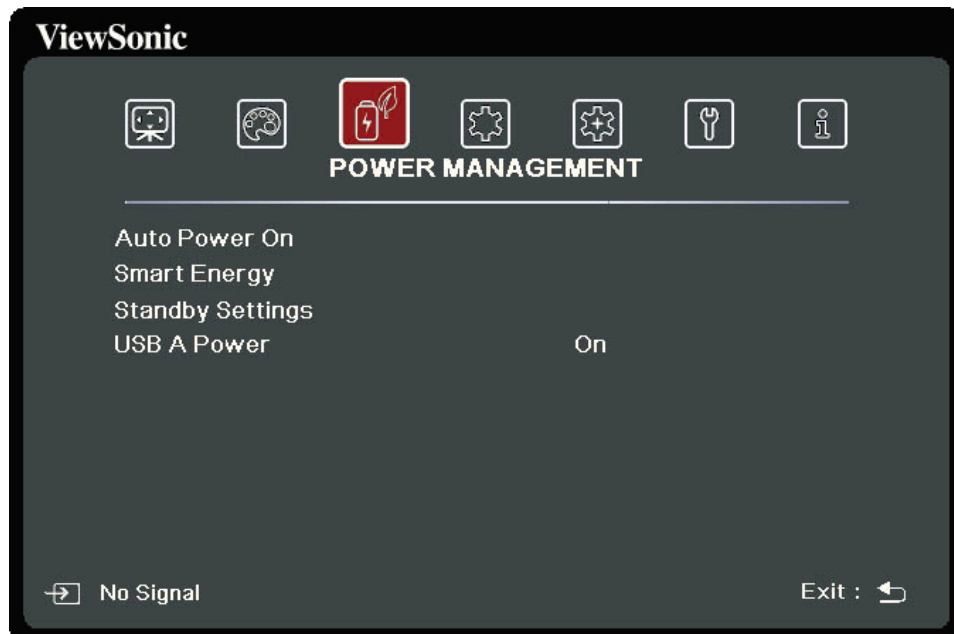 ViewSonic
POWER MANAGEMENT
Auto Power On
Smart Energy
Standby Settings
USB A Power On
No Signal
Exit :